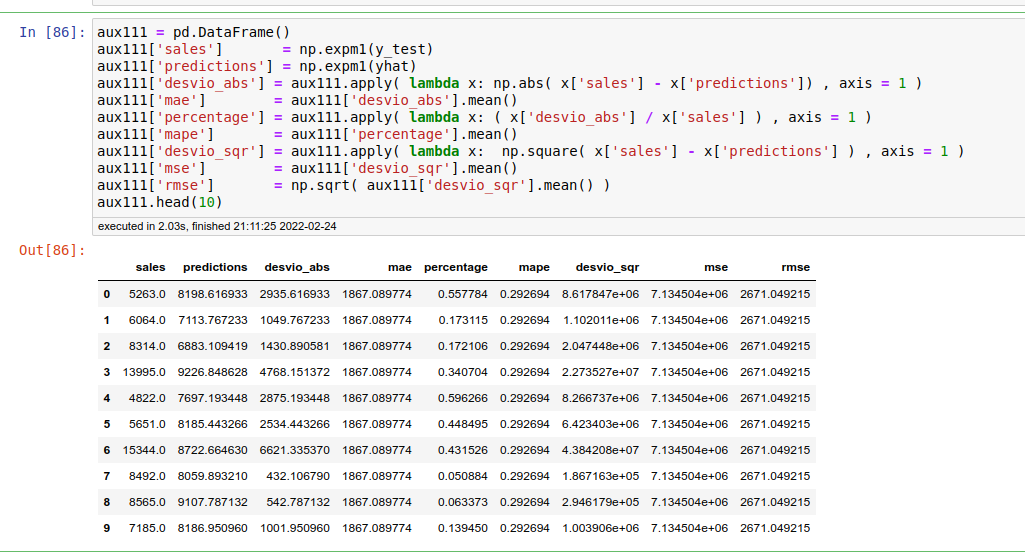 In [86]: aux111 = pd.DataFrame()
aux111['sales']       = np.expm1(y_test)
aux111['predictions'] = np.expm1(yhat)
aux111['desvio_abs'] = aux111.apply( lambda x: np.abs( x['sales'] - x['predictions']) , axis = 1 )
aux111['mae']        = aux111['desvio_abs'].mean()
aux111['percentage'] = aux111.apply( lambda x: ( x['desvio_abs'] / x['sales'] ) , axis = 1 )
aux111['mape']       = aux111['percentage'].mean()
aux111['desvio_sqr'] = aux111.apply( lambda x:  np.square( x['sales'] - x['predictions'] ) , axis = 1 )
aux111['mse']        = aux111['desvio_sqr'].mean()
aux111['rmse']       = np.sqrt( aux111['desvio_sqr'].mean() )
aux111.head(10)
executed in 2.03s, finished 21:11:25 2022-02-24
Out[86]:
sales predictions desvio_abs mae percentage mape desvio_sqr mse rmse
0 5263.0 8198.616933 2935.616933 1867.089774 0.557784 0.292694 8.617847e+06 7.134504e+06 2671.049215
1 6064.0 7113.767233 1049.767233 1867.089774 0.173115 0.292694 1.102011e+06 7.134504e+06 2671.049215
2 8314.0 6883.109419 1430.890581 1867.089774 0.172106 0.292694 2.047448e+06 7.134504e+06 2671.049215
3 13995.0 9226.848628 4768.151372 1867.089774 0.340704 0.292694 2.273527e+07 7.134504e+06 2671.049215
4 4822.0 7697.193448 2875.193448 1867.089774 0.596266 0.292694 8.266737e+06 7.134504e+06 2671.049215
5 5651.0 8185.443266 2534.443266 1867.089774 0.448495 0.292694 6.423403e+06 7.134504e+06 2671.049215
6 15344.0 8722.664630 6621.335370 1867.089774 0.431526 0.292694 4.384208e+07 7.134504e+06 2671.049215
7 8492.0 8059.893210 432.106790 1867.089774 0.050884 0.292694 1.867163e+05 7.134504e+06 2671.049215
8 8565.0 9107.787132 542.787132 1867.089774 0.063373 0.292694 2.946179e+05 7.134504e+06 2671.049215
9 7185.0 8186.950960 1001.950960 1867.089774 0.139450 0.292694 1.003906e+06 7.134504e+06 2671.049215